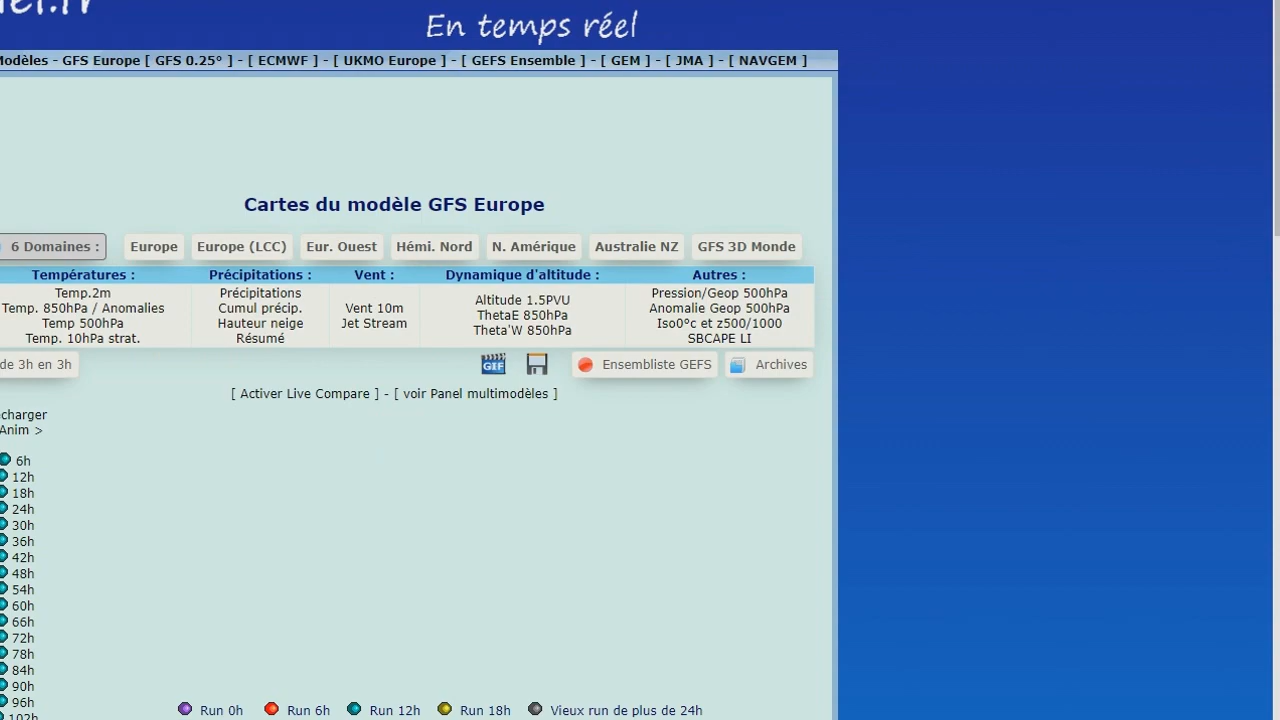 En temps réel
Modèles - GFS Europe [ GFS 0.25° ] - [ ECMWF ] - [ UKMO Europe ] - [ GEFS Ensemble ] - [ GEM ] - [ JMA ] - [ NAVGEM ]
Cartes du modèle GFS Europe
6 Domaines : Europe Europe (LCC) Eur. Ouest Hémi. Nord N. Amérique Australie NZ GFS 3D Monde
Températures : Précipitations : Vent : Dynamique d'altitude : Autres :
Temp.2m
Temp. 850hPa / Anomalies
Temp 500hPa
Temp. 10hPa strat.
Précipitations
Cumul précip.
Hauteur neige
Résumé
Vent 10m
Jet Stream
Altitude 1.5PVU
ThetaE 850hPa
Theta'W 850hPa
Pression/Geop 500hPa
Anomalie Geop 500hPa
Iso0°c et z500/1000
SBCAPE LI
de 3h en 3h GIF Ensembliste GEFS Archives
[ Activer Live Compare ] - [ voir Panel multimodèles ]
charger
Anim >
6h
12h
18h
24h
30h
36h
42h
48h
54h
60h
66h
72h
78h
84h
90h
96h
102h
Run 0h Run 6h Run 12h Run 18h Vieux run de plus de 24h